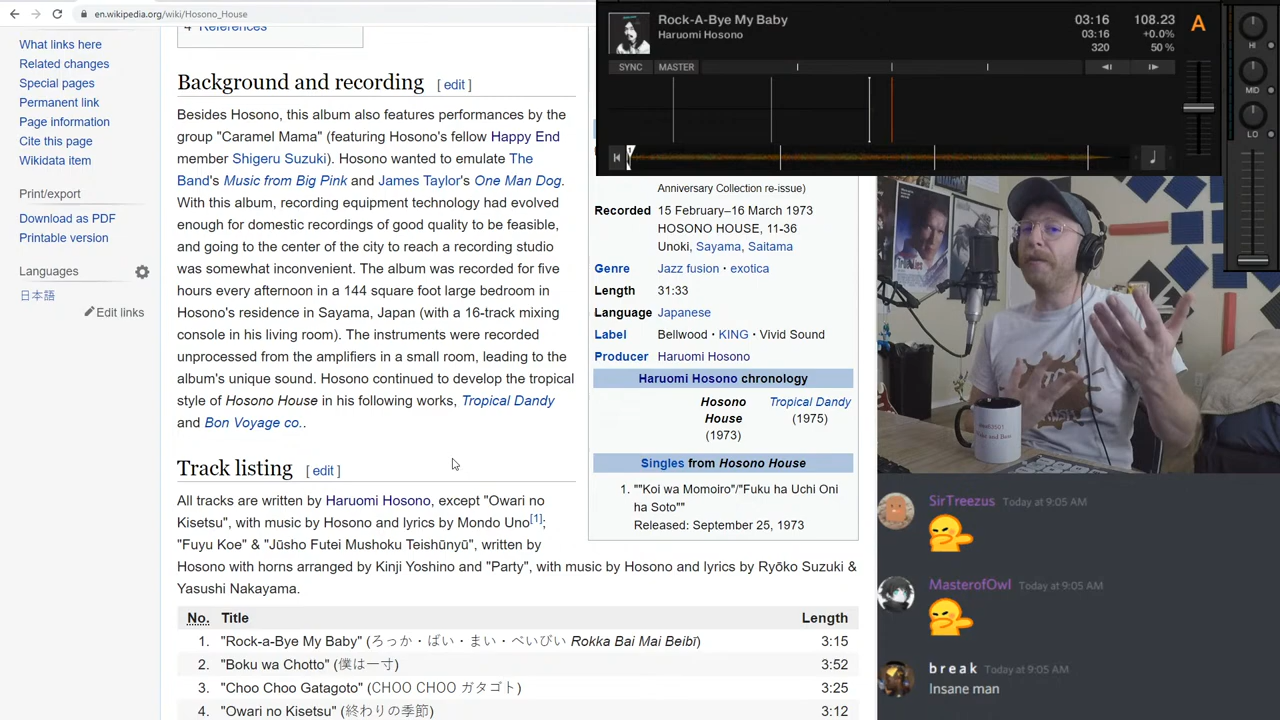 en.wikipedia.org/wiki/Hosono_House
What links here
Related changes
Special pages
Permanent link
Page information
Cite this page
Wikidata item
Print/export
Download as PDF
Printable version
Languages
日本語
Edit links
4 References
Background and recording [ edit ]
Besides Hosono, this album also features performances by the
group "Caramel Mama" (featuring Hosono's fellow Happy End
member Shigeru Suzuki). Hosono wanted to emulate The
Band's Music from Big Pink and James Taylor's One Man Dog.
With this album, recording equipment technology had evolved
enough for domestic recordings of good quality to be feasible,
and going to the center of the city to reach a recording studio
was somewhat inconvenient. The album was recorded for five
hours every afternoon in a 144 square foot large bedroom in
Hosono's residence in Sayama, Japan (with a 16-track mixing
console in his living room). The instruments were recorded
unprocessed from the amplifiers in a small room, leading to the
album's unique sound. Hosono continued to develop the tropical
style of Hosono House in his following works, Tropical Dandy
and Bon Voyage co..
Track listing [ edit ]
All tracks are written by Haruomi Hosono, except "Owari no
Kisetsu", with music by Hosono and lyrics by Mondo Uno[1];
"Fuyu Koe" & "Jūsho Futei Mushoku Teishūnyū", written by
Hosono with horns arranged by Kinji Yoshino and "Party", with music by Hosono and lyrics by Ryōko Suzuki &
Yasushi Nakayama.
No. Title Length
1. "Rock-a-Bye My Baby" (ろっか・ばい・まい・べいびい Rokka Bai Mai Beibī) 3:15
2. "Boku wa Chotto" (僕は一寸) 3:52
3. "Choo Choo Gatagoto" (CHOO CHOO ガタゴト) 3:25
4. "Owari no Kisetsu" (終わりの季節) 3:12
Anniversary Collection re-issue)
Recorded 15 February–16 March 1973
HOSONO HOUSE, 11-36
Unoki, Sayama, Saitama
Genre Jazz fusion · exotica
Length 31:33
Language Japanese
Label Bellwood · KING · Vivid Sound
Producer Haruomi Hosono
Haruomi Hosono chronology
Hosono House (1973)
Tropical Dandy (1975)
Singles from Hosono House
1. ""Koi wa Momoiro"/"Fuku ha Uchi Oni
ha Soto""
Released: September 25, 1973
Rock-A-Bye My Baby 03:16 108.23 A
Haruomi Hosono 03:16 +0.0%
320 50 %
SYNC MASTER
HI
MID
LO
SirTreezus Today at 9:05 AM
MasterofOwl Today at 9:05 AM
b r e a k Today at 9:05 AM
Insane man